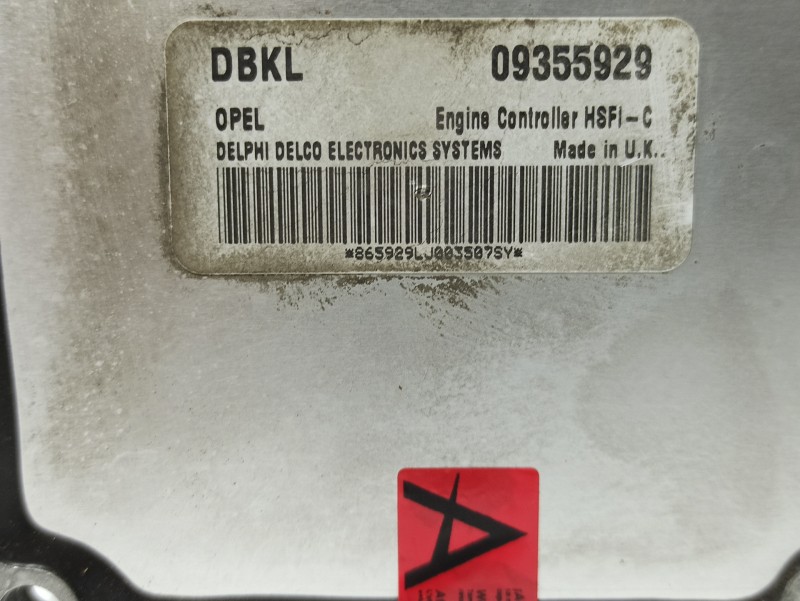 DBKL 09355929
OPEL Engine Controller HSFI-C
DELPHI DELCO ELECTRONICS SYSTEMS Made in U.K..
*865929LJ003507SY*
A